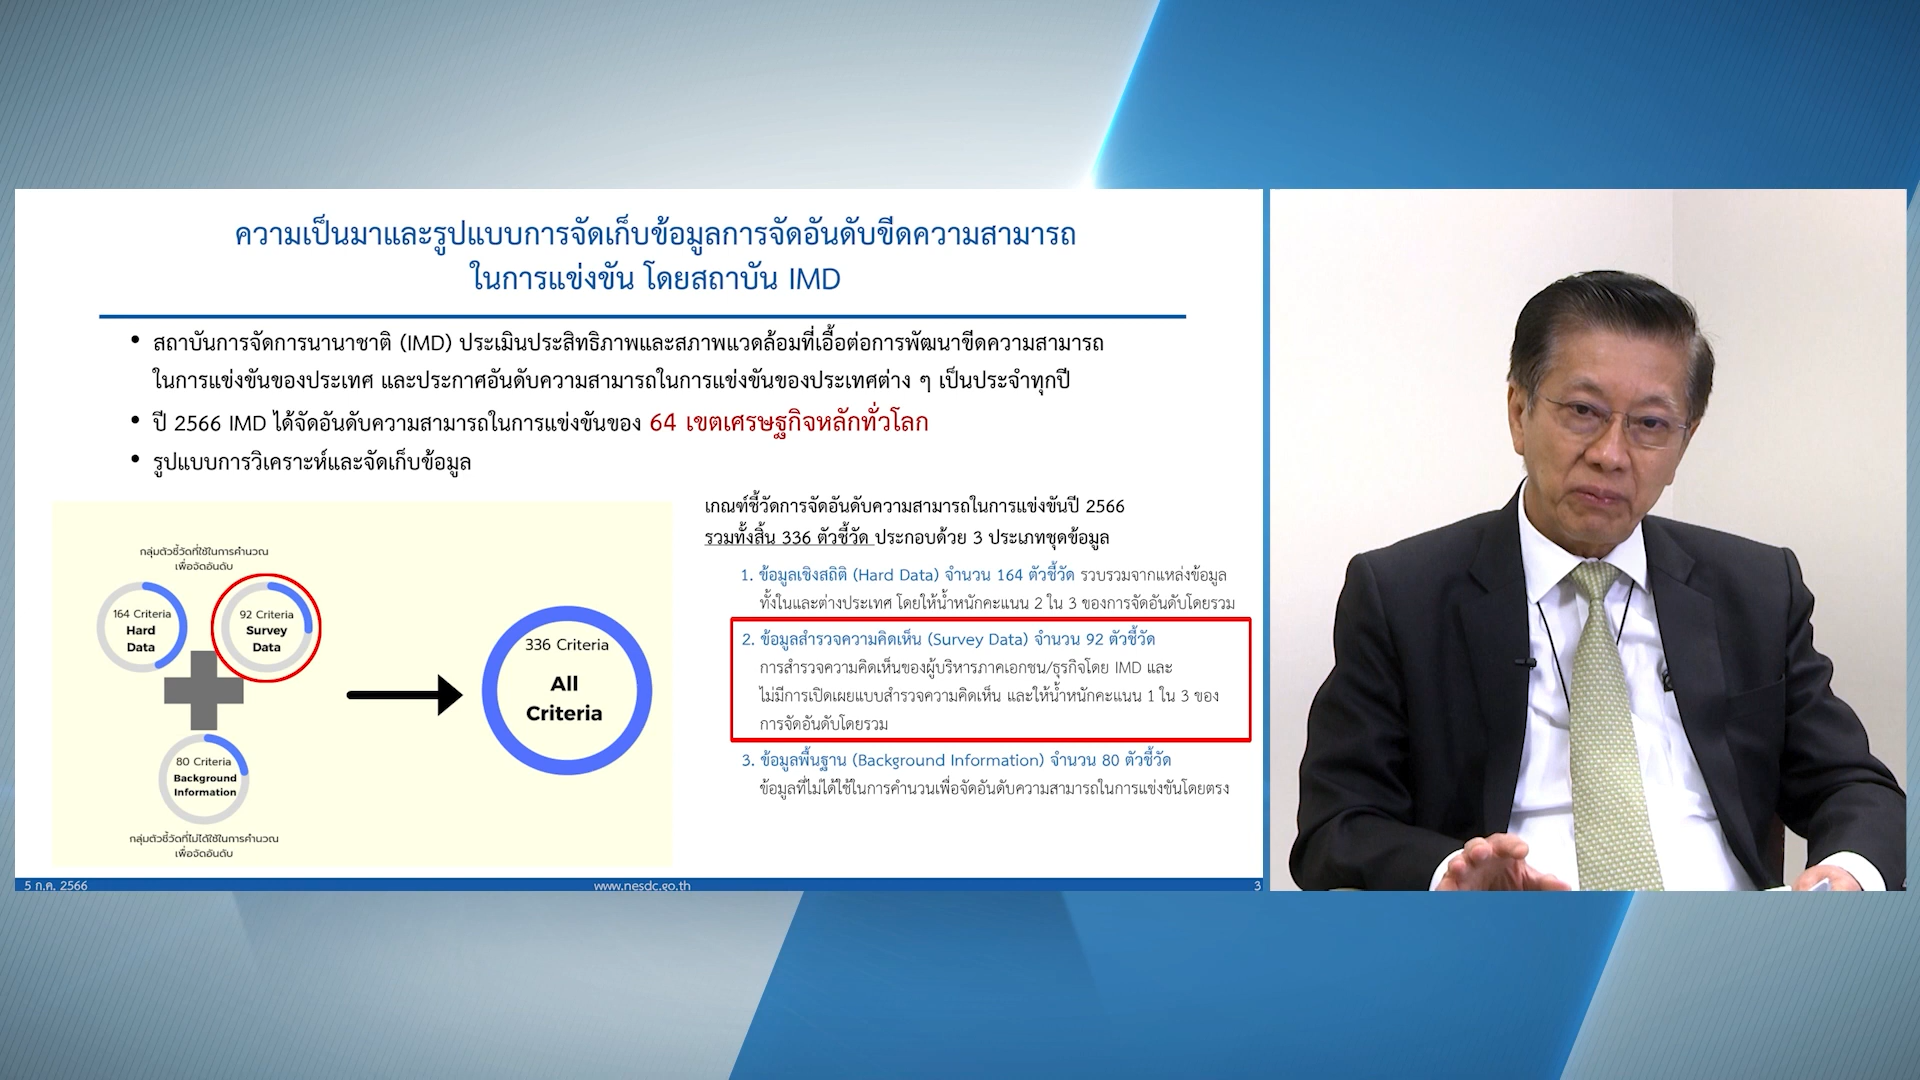 ความเป็นมาและรูปแบบการจัดเก็บข้อมูลการจัดอันดับขีดความสามารถ
ในการแข่งขัน โดยสถาบัน IMD
• สถาบันการจัดการนานาชาติ (IMD) ประเมินประสิทธิภาพและสภาพแวดล้อมที่เอื้อต่อการพัฒนาขีดความสามารถ
ในการแข่งขันของประเทศ และประกาศอันดับความสามารถในการแข่งขันของประเทศต่าง ๆ เป็นประจำทุกปี
• ปี 2566 IMD ได้จัดอันดับความสามารถในการแข่งขันของ 64 เขตเศรษฐกิจหลักทั่วโลก
• รูปแบบการวิเคราะห์และจัดเก็บข้อมูล
กลุ่มตัวชี้วัดที่ใช้ในการคำนวณ
เพื่อจัดอันดับ
164 Criteria
Hard
Data
92 Criteria
Survey
Data
80 Criteria
Background
Information
กลุ่มตัวชี้วัดที่ไม่ได้ใช้ในการคำนวณ
เพื่อจัดอันดับ
336 Criteria
All
Criteria
เกณฑ์ชี้วัดการจัดอันดับความสามารถในการแข่งขันปี 2566
รวมทั้งสิ้น 336 ตัวชี้วัด ประกอบด้วย 3 ประเภทชุดข้อมูล
1. ข้อมูลเชิงสถิติ (Hard Data) จำนวน 164 ตัวชี้วัด รวบรวมจากแหล่งข้อมูล
ทั้งในและต่างประเทศ โดยให้น้ำหนักคะแนน 2 ใน 3 ของการจัดอันดับโดยรวม
2. ข้อมูลสำรวจความคิดเห็น (Survey Data) จำนวน 92 ตัวชี้วัด
การสำรวจความคิดเห็นของผู้บริหารภาคเอกชน/ธุรกิจโดย IMD และ
ไม่มีการเปิดเผยแบบสำรวจความคิดเห็น และให้น้ำหนักคะแนน 1 ใน 3 ของ
การจัดอันดับโดยรวม
3. ข้อมูลพื้นฐาน (Background Information) จำนวน 80 ตัวชี้วัด
ข้อมูลที่ไม่ได้ใช้ในการคำนวนเพื่อจัดอันดับความสามารถในการแข่งขันโดยตรง
5 ก.ค. 2566
www.nesdc.go.th
3